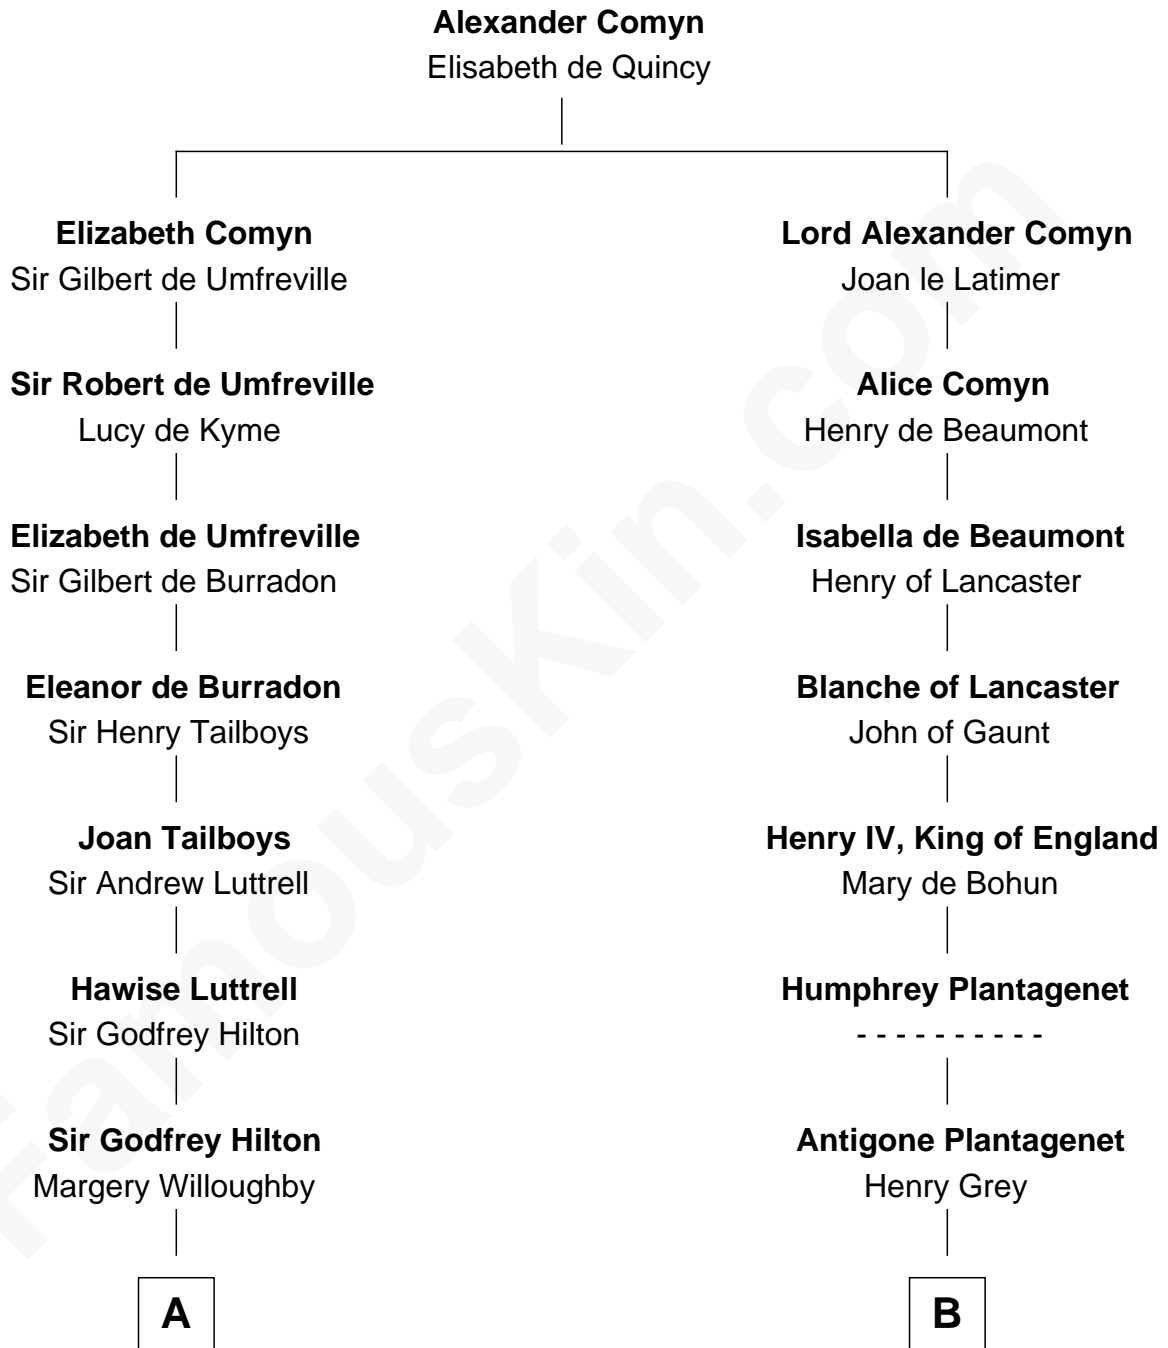 Alexander Comyn
Elisabeth de Quincy
Elizabeth Comyn
Sir Gilbert de Umfreville
Lord Alexander Comyn
Joan le Latimer
Sir Robert de Umfreville
Lucy de Kyme
Alice Comyn
Henry de Beaumont
Elizabeth de Umfreville
Sir Gilbert de Burradon
Isabella de Beaumont
Henry of Lancaster
Eleanor de Burradon
Sir Henry Tailboys
Blanche of Lancaster
John of Gaunt
Joan Tailboys
Sir Andrew Luttrell
Henry IV, King of England
Mary de Bohun
Hawise Luttrell
Sir Godfrey Hilton
Humphrey Plantagenet
- - - - - - - - - -
Sir Godfrey Hilton
Margery Willoughby
Antigone Plantagenet
Henry Grey
A
B
FamousKin.com